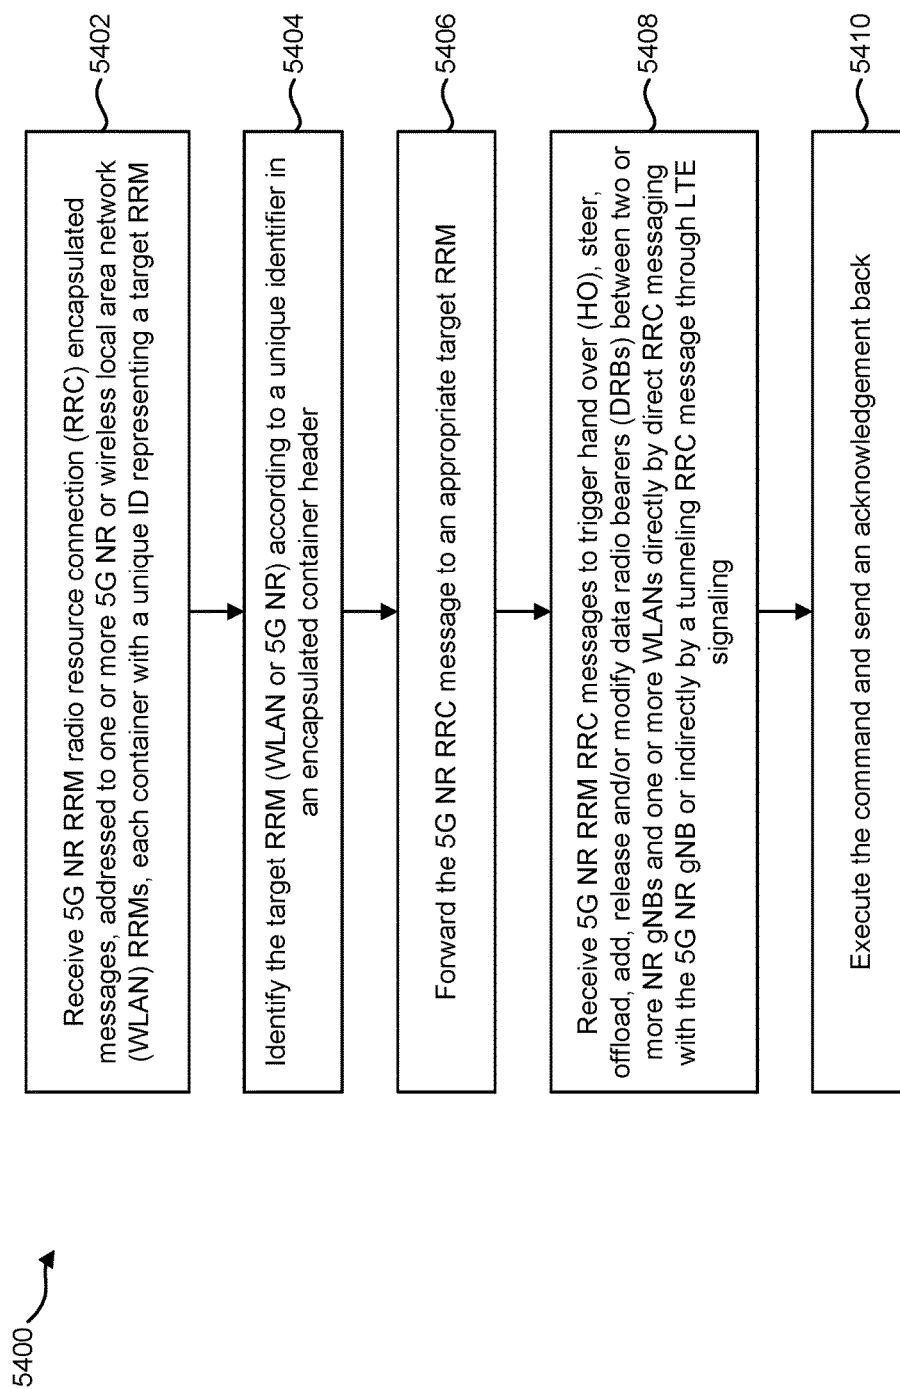 5400
5402
Receive 5G NR RRM radio resource connection (RRC) encapsulated
messages, addressed to one or more 5G NR or wireless local area network
(WLAN) RRMs, each container with a unique ID representing a target RRM
5404
Identify the target RRM (WLAN or 5G NR) according to a unique identifier in
an encapsulated container header
5406
Forward the 5G NR RRC message to an appropriate target RRM
5408
Receive 5G NR RRM RRC messages to trigger hand over (HO), steer,
offload, add, release and/or modify data radio bearers (DRBs) between two or
more NR gNBs and one or more WLANs directly by direct RRC messaging
with the 5G NR gNB or indirectly by a tunneling RRC message through LTE
signaling
5410
Execute the command and send an acknowledgement back